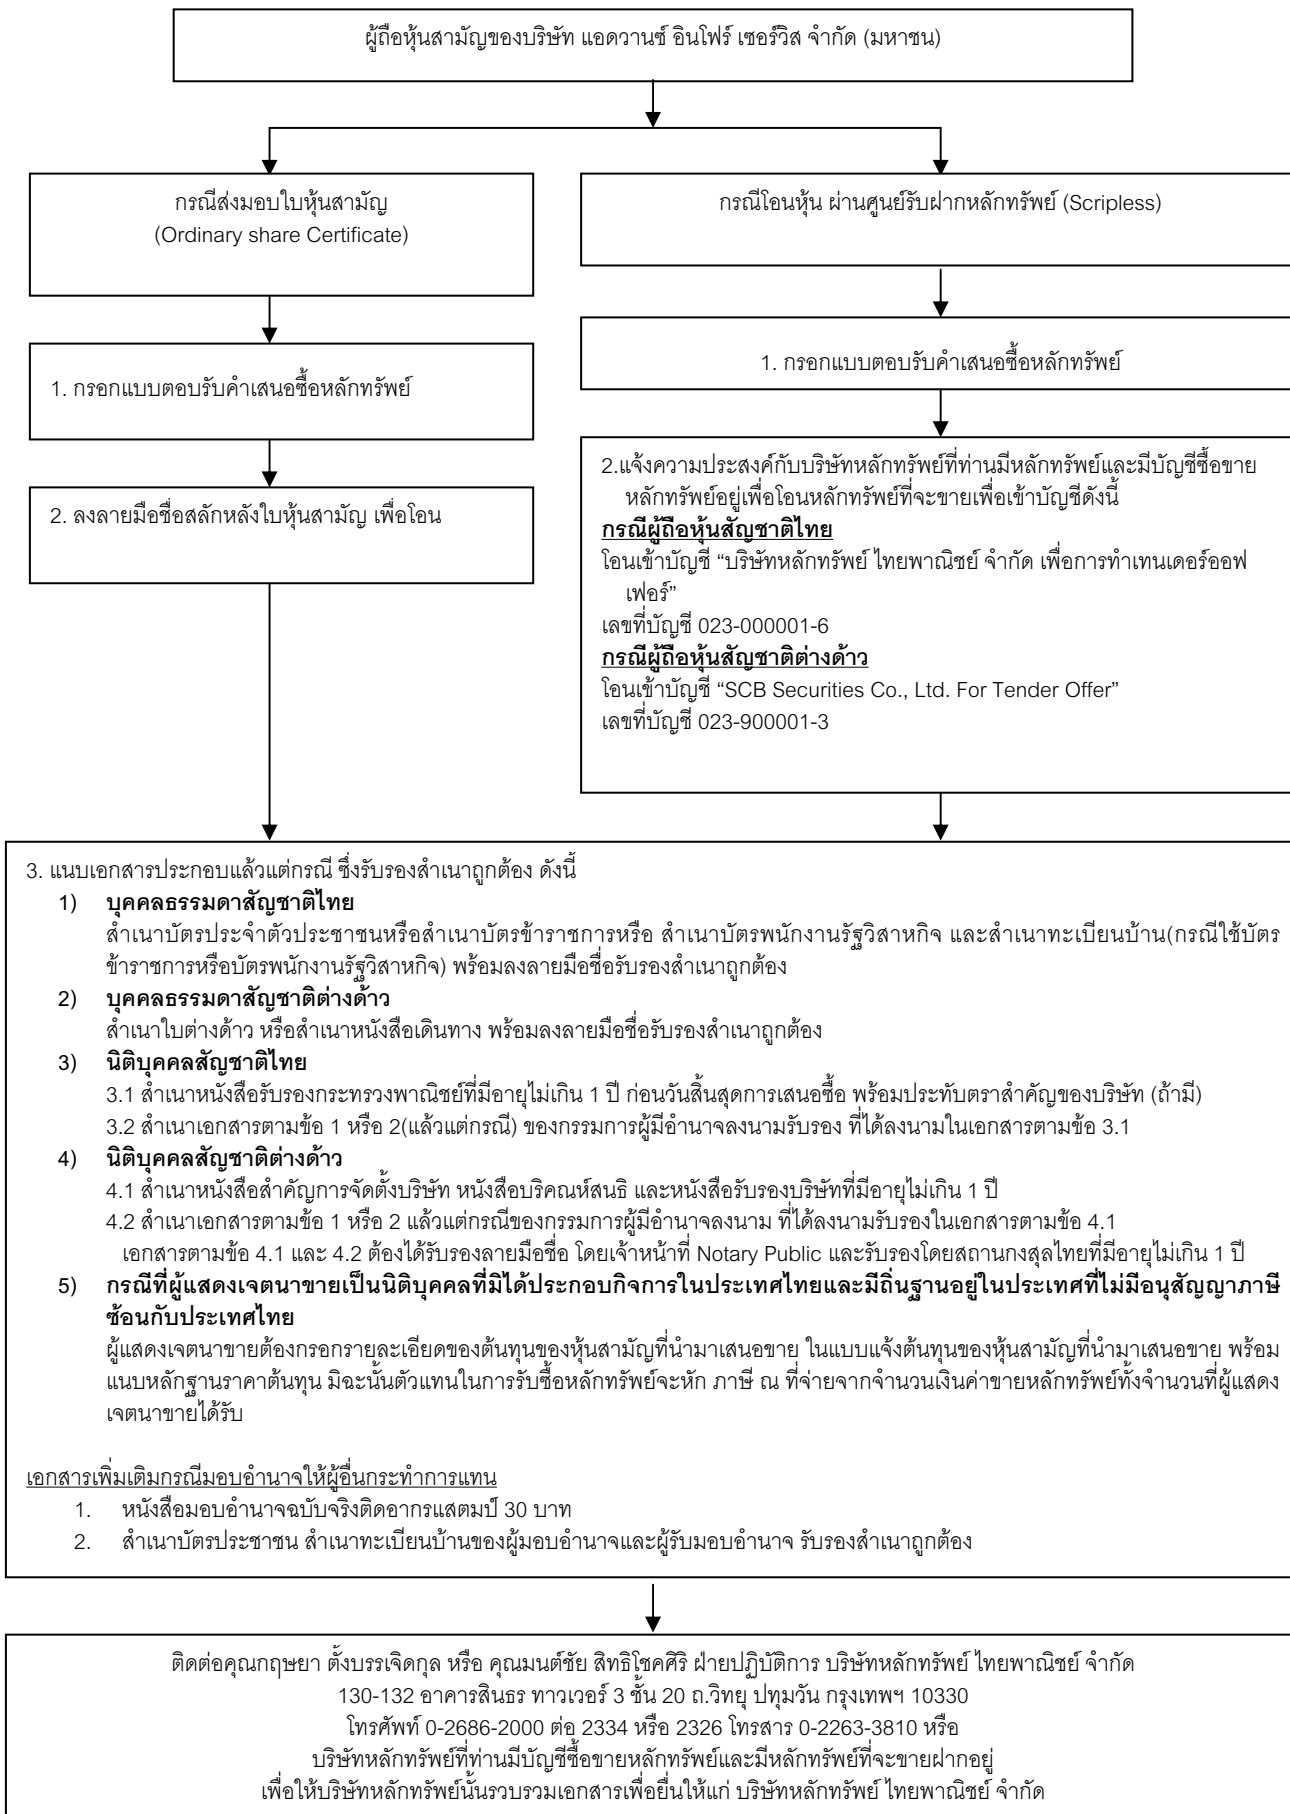 ผู้ถือหุ้นสามัญของบริษัท แอดวานซ์ อินโฟร์ เซอร์วิส จำกัด (มหาชน)
กรณีส่งมอบใบหุ้นสามัญ
(Ordinary share Certificate)
1. กรอกแบบตอบรับคำเสนอซื้อหลักทรัพย์
2. ลงลายมือชื่อสลักหลังใบหุ้นสามัญ เพื่อโอน
กรณีโอนหุ้น ผ่านศูนย์รับฝากหลักทรัพย์ (Scripless)
1. กรอกแบบตอบรับคำเสนอซื้อหลักทรัพย์
2.แจ้งความประสงค์กับบริษัทหลักทรัพย์ที่ท่านมีหลักทรัพย์และมีบัญชีซื้อขาย
หลักทรัพย์อยู่เพื่อโอนหลักทรัพย์ที่จะขายเพื่อเข้าบัญชีดังนี้
กรณีผู้ถือหุ้นสัญชาติไทย
โอนเข้าบัญชี “บริษัทหลักทรัพย์ ไทยพาณิชย์ จำกัด เพื่อการทำเทนเดอร์ออฟ
เฟอร์”
เลขที่บัญชี 023-000001-6
กรณีผู้ถือหุ้นสัญชาติต่างด้าว
โอนเข้าบัญชี “SCB Securities Co., Ltd. For Tender Offer”
เลขที่บัญชี 023-900001-3
3. แนบเอกสารประกอบแล้วแต่กรณี ซึ่งรับรองสำเนาถูกต้อง ดังนี้
1) บุคคลธรรมดาสัญชาติไทย
สำเนาบัตรประจำตัวประชาชนหรือสำเนาบัตรข้าราชการหรือ สำเนาบัตรพนักงานรัฐวิสาหกิจ และสำเนาทะเบียนบ้าน(กรณีใช้บัตร
ข้าราชการหรือบัตรพนักงานรัฐวิสาหกิจ) พร้อมลงลายมือชื่อรับรองสำเนาถูกต้อง
2) บุคคลธรรมดาสัญชาติต่างด้าว
สำเนาใบต่างด้าว หรือสำเนาหนังสือเดินทาง พร้อมลงลายมือชื่อรับรองสำเนาถูกต้อง
3) นิติบุคคลสัญชาติไทย
3.1 สำเนาหนังสือรับรองกระทรวงพาณิชย์ที่มีอายุไม่เกิน 1 ปี ก่อนวันสิ้นสุดการเสนอซื้อ พร้อมประทับตราสำคัญของบริษัท (ถ้ามี)
3.2 สำเนาเอกสารตามข้อ 1 หรือ 2(แล้วแต่กรณี) ของกรรมการผู้มีอำนาจลงนามรับรอง ที่ได้ลงนามในเอกสารตามข้อ 3.1
4) นิติบุคคลสัญชาติต่างด้าว
4.1 สำเนาหนังสือสำคัญการจัดตั้งบริษัท หนังสือบริคณห์สนธิ และหนังสือรับรองบริษัทที่มีอายุไม่เกิน 1 ปี
4.2 สำเนาเอกสารตามข้อ 1 หรือ 2 แล้วแต่กรณีของกรรมการผู้มีอำนาจลงนาม ที่ได้ลงนามรับรองในเอกสารตามข้อ 4.1
เอกสารตามข้อ 4.1 และ 4.2 ต้องได้รับรองลายมือชื่อ โดยเจ้าหน้าที่ Notary Public และรับรองโดยสถานกงสุลไทยที่มีอายุไม่เกิน 1 ปี
5) กรณีที่ผู้แสดงเจตนาขายเป็นนิติบุคคลที่มิได้ประกอบกิจการในประเทศไทยและมีถิ่นฐานอยู่ในประเทศที่ไม่มีอนุสัญญาภาษี
ซ้อนกับประเทศไทย
ผู้แสดงเจตนาขายต้องกรอกรายละเอียดของต้นทุนของหุ้นสามัญที่นำมาเสนอขาย ในแบบแจ้งต้นทุนของหุ้นสามัญที่นำมาเสนอขาย พร้อม
แนบหลักฐานราคาต้นทุน มิฉะนั้นตัวแทนในการรับซื้อหลักทรัพย์จะหัก ภาษี ณ ที่จ่ายจากจำนวนเงินค่าขายหลักทรัพย์ทั้งจำนวนที่ผู้แสดง
เจตนาขายได้รับ
เอกสารเพิ่มเติมกรณีมอบอำนาจให้ผู้อื่นกระทำการแทน
1. หนังสือมอบอำนาจฉบับจริงติดอากรแสตมป์ 30 บาท
2. สำเนาบัตรประชาชน สำเนาทะเบียนบ้านของผู้มอบอำนาจและผู้รับมอบอำนาจ รับรองสำเนาถูกต้อง
ติดต่อคุณกฤษยา ตั้งบรรเจิดกุล หรือ คุณมนต์ชัย สิทธิโชคศิริ ฝ่ายปฏิบัติการ บริษัทหลักทรัพย์ ไทยพาณิชย์ จำกัด
130-132 อาคารสินธร ทาวเวอร์ 3 ชั้น 20 ถ.วิทยุ ปทุมวัน กรุงเทพฯ 10330
โทรศัพท์ 0-2686-2000 ต่อ 2334 หรือ 2326 โทรสาร 0-2263-3810 หรือ
บริษัทหลักทรัพย์ที่ท่านมีบัญชีซื้อขายหลักทรัพย์และมีหลักทรัพย์ที่จะขายฝากอยู่
เพื่อให้บริษัทหลักทรัพย์นั้นรวบรวมเอกสารเพื่อยื่นให้แก่ บริษัทหลักทรัพย์ ไทยพาณิชย์ จำกัด